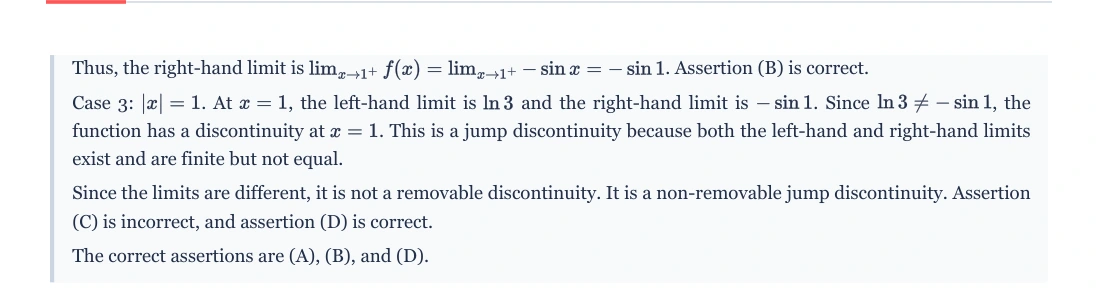 Thus, the right-hand limit is lim_{x→1⁺} f(x) = lim_{x→1⁺} − sin x = − sin 1. Assertion (B) is correct.
Case 3: |x| = 1. At x = 1, the left-hand limit is ln 3 and the right-hand limit is − sin 1. Since ln 3 ≠ − sin 1, the
function has a discontinuity at x = 1. This is a jump discontinuity because both the left-hand and right-hand limits
exist and are finite but not equal.
Since the limits are different, it is not a removable discontinuity. It is a non-removable jump discontinuity. Assertion
(C) is incorrect, and assertion (D) is correct.
The correct assertions are (A), (B), and (D).